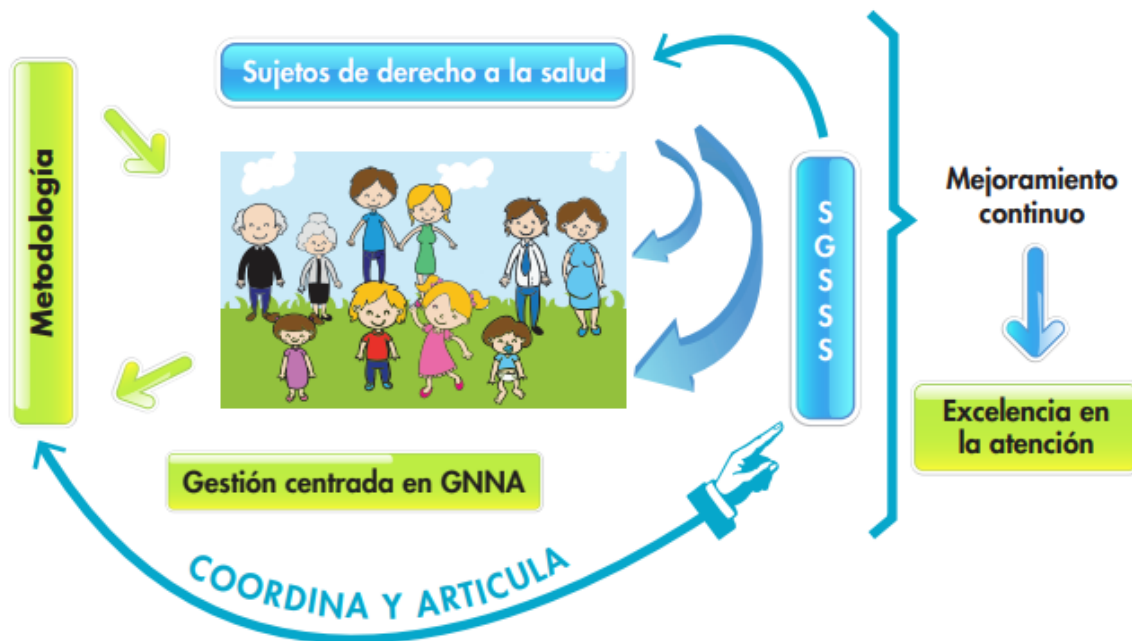 Sujetos de derecho a la salud
Metodología
S
G
S
S
S
Mejoramiento
continuo
Excelencia en
la atención
Gestión centrada en GNNA
COORDINA Y ARTICULA